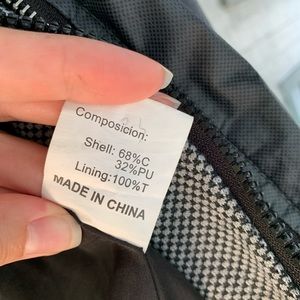 Composicion:
Shell: 68%C
32%PU
Lining:100%T
MADE IN CHINA